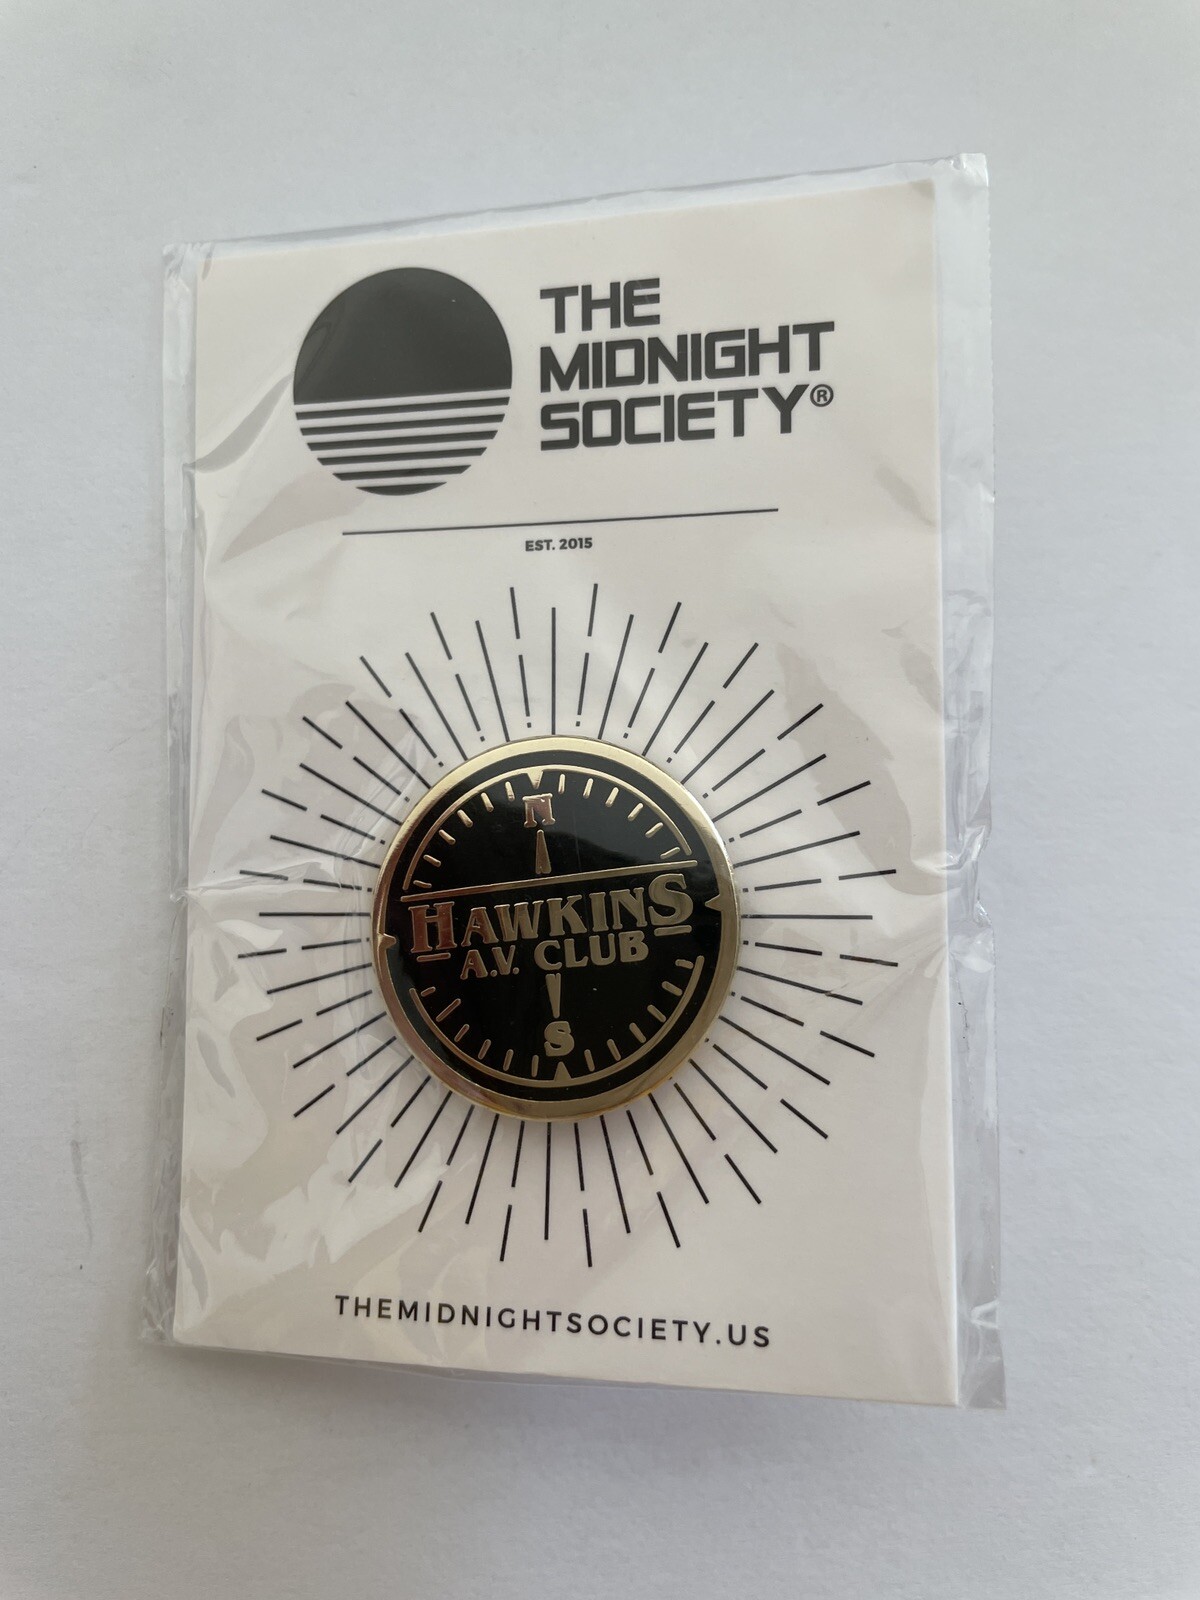 THE
MIDNIGHT
SOCIETY®
EST. 2015
N
HAWKINS
A.V. CLUB
S
THEMIDNIGHTSOCIETY.US